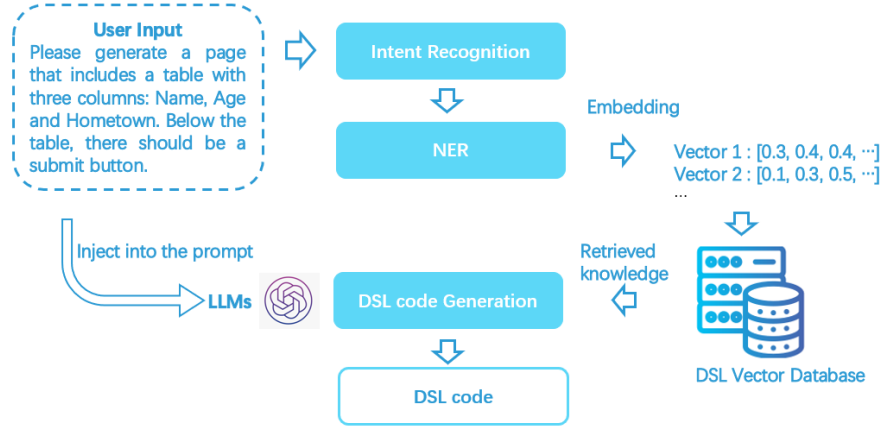 User Input
Please generate a page
that includes a table with
three columns: Name, Age
and Hometown. Below the
table, there should be a
submit button.
Intent Recognition
NER
Embedding
Vector 1 : [0.3, 0.4, 0.4, ···]
Vector 2 : [0.1, 0.3, 0.5, ···]
...
Inject into the prompt
LLMs
DSL code Generation
Retrieved
knowledge
DSL Vector Database
DSL code